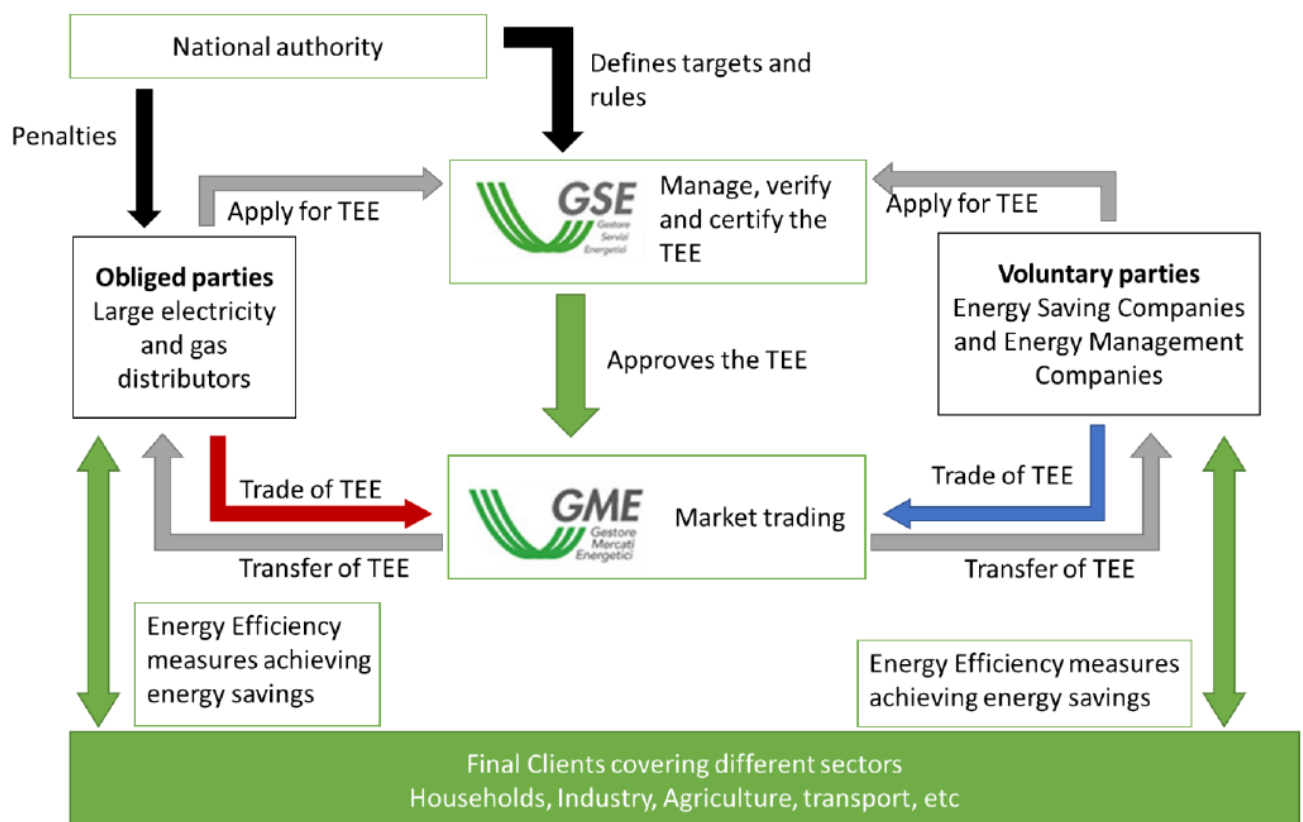 National authority
Defines targets and
rules
Penalties
Apply for TEE
GSE
Gestore
Servizi
Energetici
Manage, verify
and certify the
TEE
Apply for TEE
Obliged parties
Large electricity
and gas
distributors
Voluntary parties
Energy Saving Companies
and Energy Management
Companies
Approves the TEE
Trade of TEE
GME
Gestore
Mercati
Energetici
Market trading
Trade of TEE
Transfer of TEE
Transfer of TEE
Energy Efficiency
measures achieving
energy savings
Energy Efficiency measures
achieving energy savings
Final Clients covering different sectors
Households, Industry, Agriculture, transport, etc